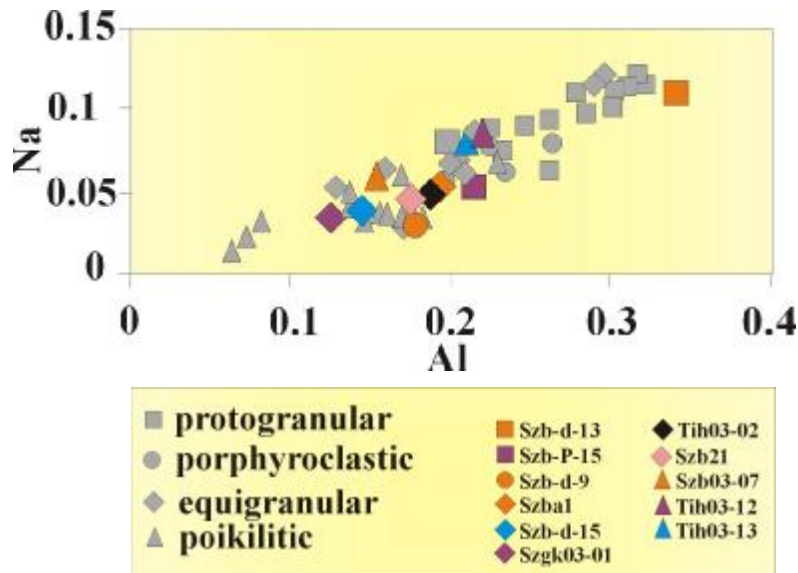 0.15
0.1
0.05
0
Na
0 0.1 0.2 0.3 0.4
Al
protogranular
porphyroclastic
equigranular
poikilitic
Szb-d-13
Szb-P-15
Szb-d-9
Szba1
Szb-d-15
Szgk03-01
Tih03-02
Szb21
Szb03-07
Tih03-12
Tih03-13